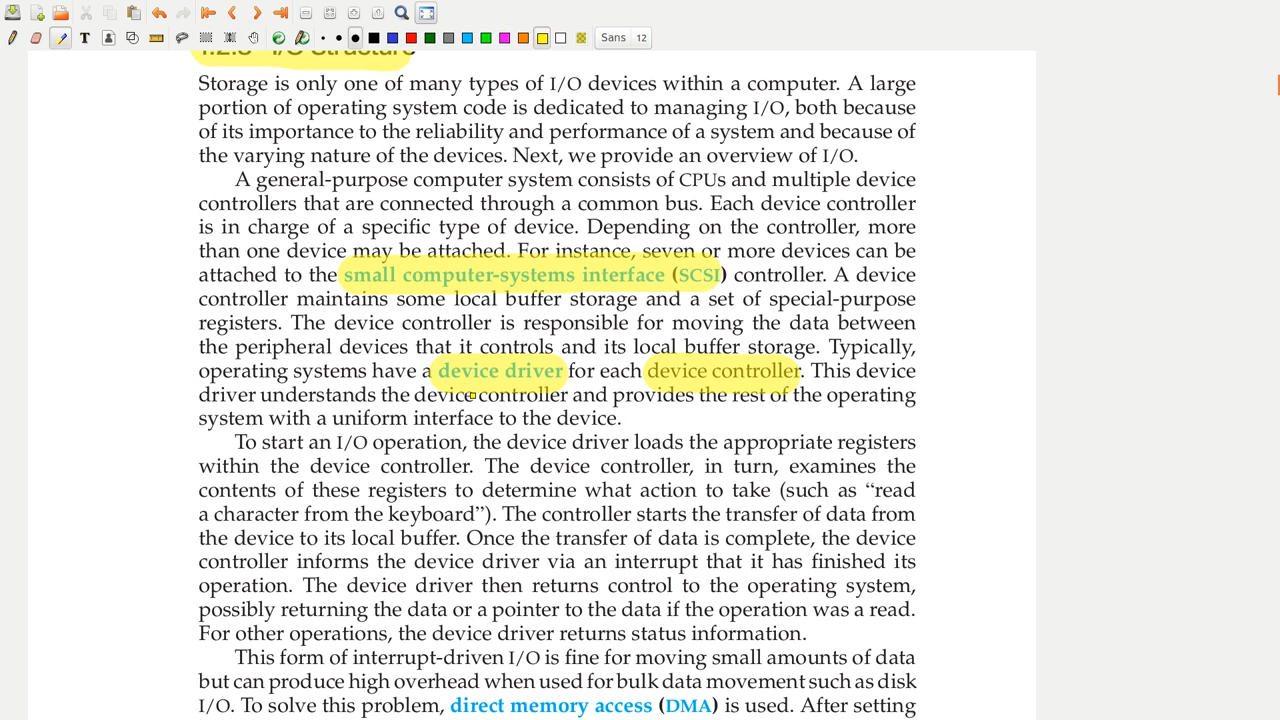 Sans 12
1.2.3 I/O Structure
Storage is only one of many types of I/O devices within a computer. A large
portion of operating system code is dedicated to managing I/O, both because
of its importance to the reliability and performance of a system and because of
the varying nature of the devices. Next, we provide an overview of I/O.
A general-purpose computer system consists of CPUs and multiple device
controllers that are connected through a common bus. Each device controller
is in charge of a specific type of device. Depending on the controller, more
than one device may be attached. For instance, seven or more devices can be
attached to the small computer-systems interface (SCSI) controller. A device
controller maintains some local buffer storage and a set of special-purpose
registers. The device controller is responsible for moving the data between
the peripheral devices that it controls and its local buffer storage. Typically,
operating systems have a device driver for each device controller. This device
driver understands the device controller and provides the rest of the operating
system with a uniform interface to the device.
To start an I/O operation, the device driver loads the appropriate registers
within the device controller. The device controller, in turn, examines the
contents of these registers to determine what action to take (such as “read
a character from the keyboard”). The controller starts the transfer of data from
the device to its local buffer. Once the transfer of data is complete, the device
controller informs the device driver via an interrupt that it has finished its
operation. The device driver then returns control to the operating system,
possibly returning the data or a pointer to the data if the operation was a read.
For other operations, the device driver returns status information.
This form of interrupt-driven I/O is fine for moving small amounts of data
but can produce high overhead when used for bulk data movement such as disk
I/O. To solve this problem, direct memory access (DMA) is used. After setting